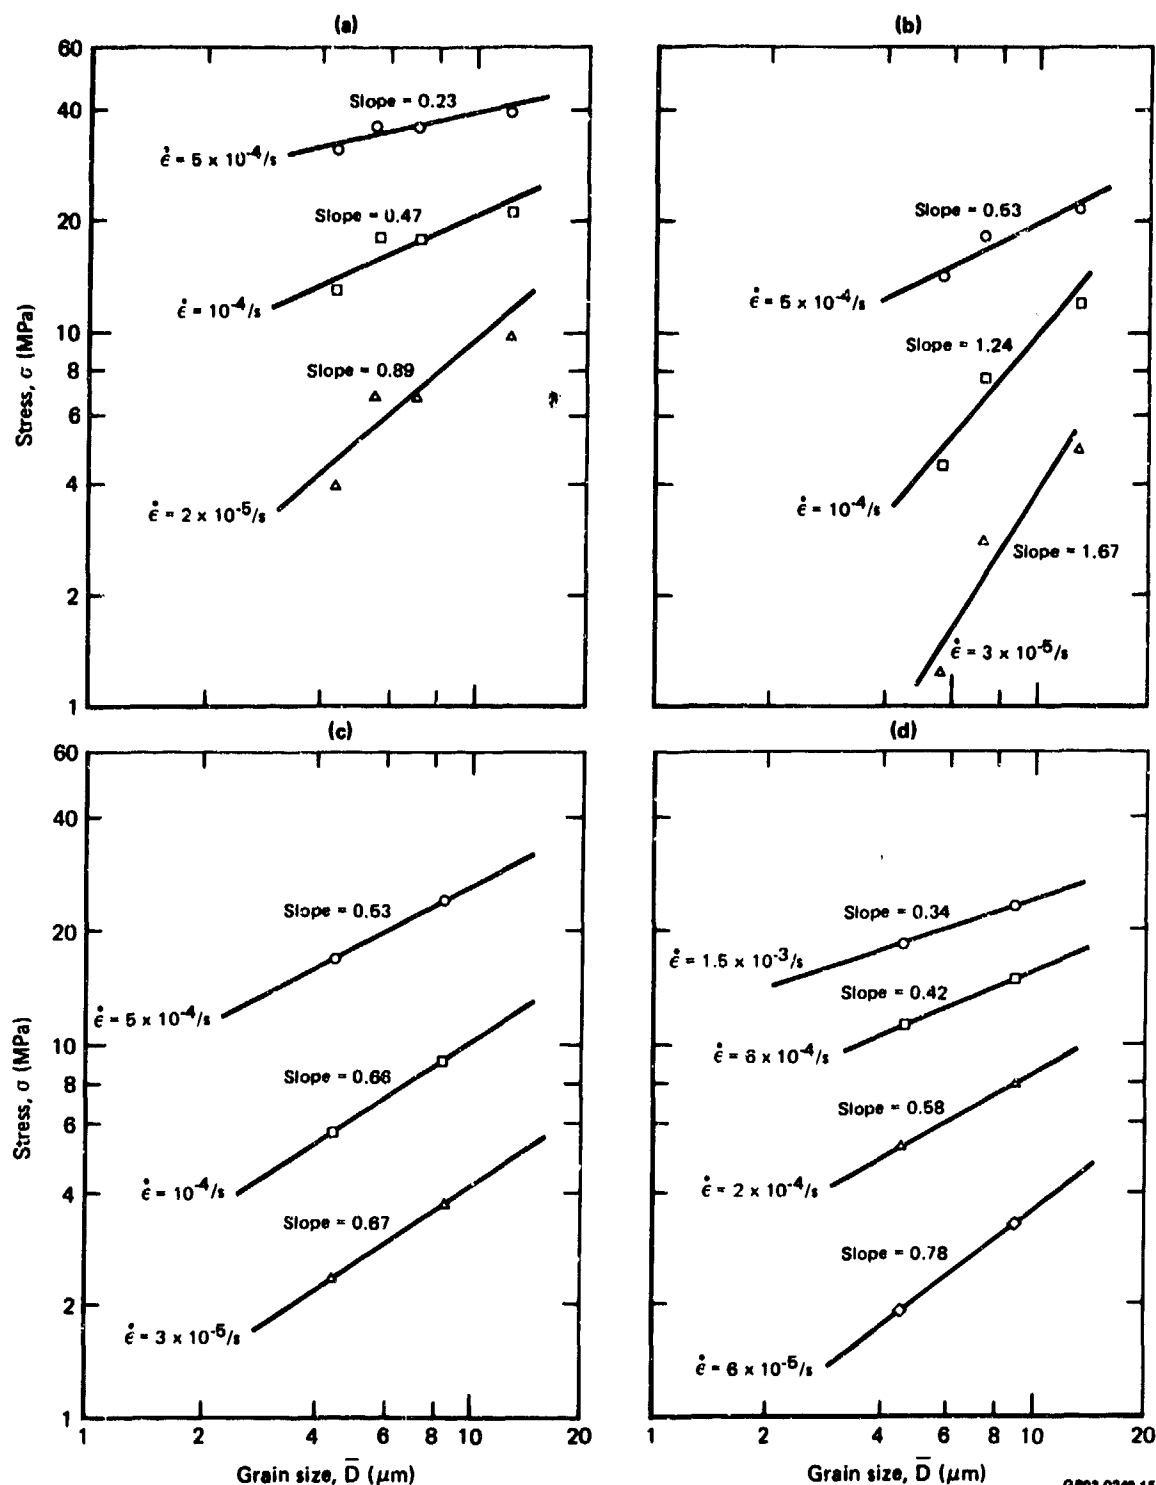 (a)
60
40
20
10
8
6
4
2
1
Stress, σ (MPa)
Slope = 0.23
ε̇ = 5 x 10⁻⁴/s
Slope = 0.47
ε̇ = 10⁻⁴/s
Slope = 0.89
ε̇ = 2 x 10⁻⁵/s
(b)
Slope = 0.53
ε̇ = 5 x 10⁻⁴/s
Slope = 1.24
ε̇ = 10⁻⁴/s
Slope = 1.67
ε̇ = 3 x 10⁻⁵/s
(c)
60
40
20
10
8
6
4
2
1
Stress, σ (MPa)
Slope = 0.53
ε̇ = 5 x 10⁻⁴/s
Slope = 0.66
ε̇ = 10⁻⁴/s
Slope = 0.67
ε̇ = 3 x 10⁻⁵/s
1 2 4 6 8 10 20
Grain size, D̅ (μm)
(d)
Slope = 0.34
ε̇ = 1.5 x 10⁻³/s
Slope = 0.42
ε̇ = 6 x 10⁻⁴/s
Slope = 0.58
ε̇ = 2 x 10⁻⁴/s
Slope = 0.78
ε̇ = 6 x 10⁻⁵/s
1 2 4 6 8 10 20
Grain size, D̅ (μm)